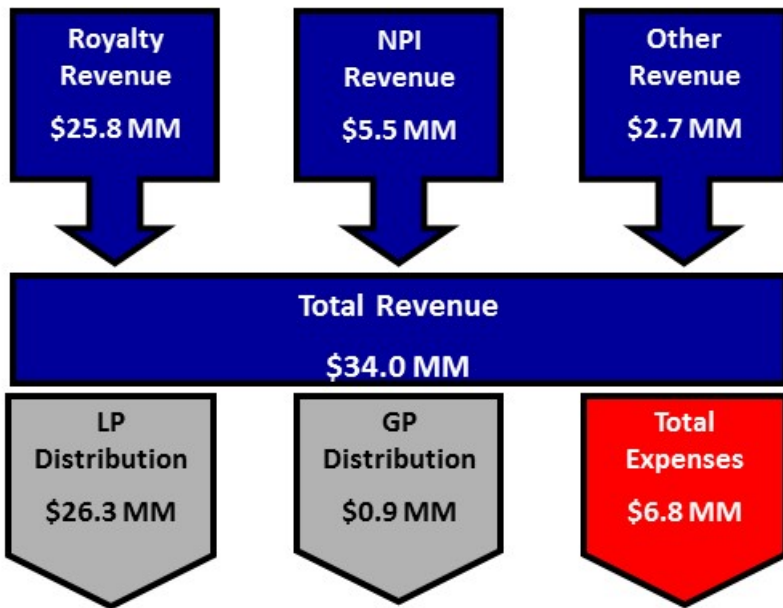 Royalty
Revenue
$25.8 MM
NPI
Revenue
$5.5 MM
Other
Revenue
$2.7 MM
Total Revenue
$34.0 MM
LP
Distribution
$26.3 MM
GP
Distribution
$0.9 MM
Total
Expenses
$6.8 MM